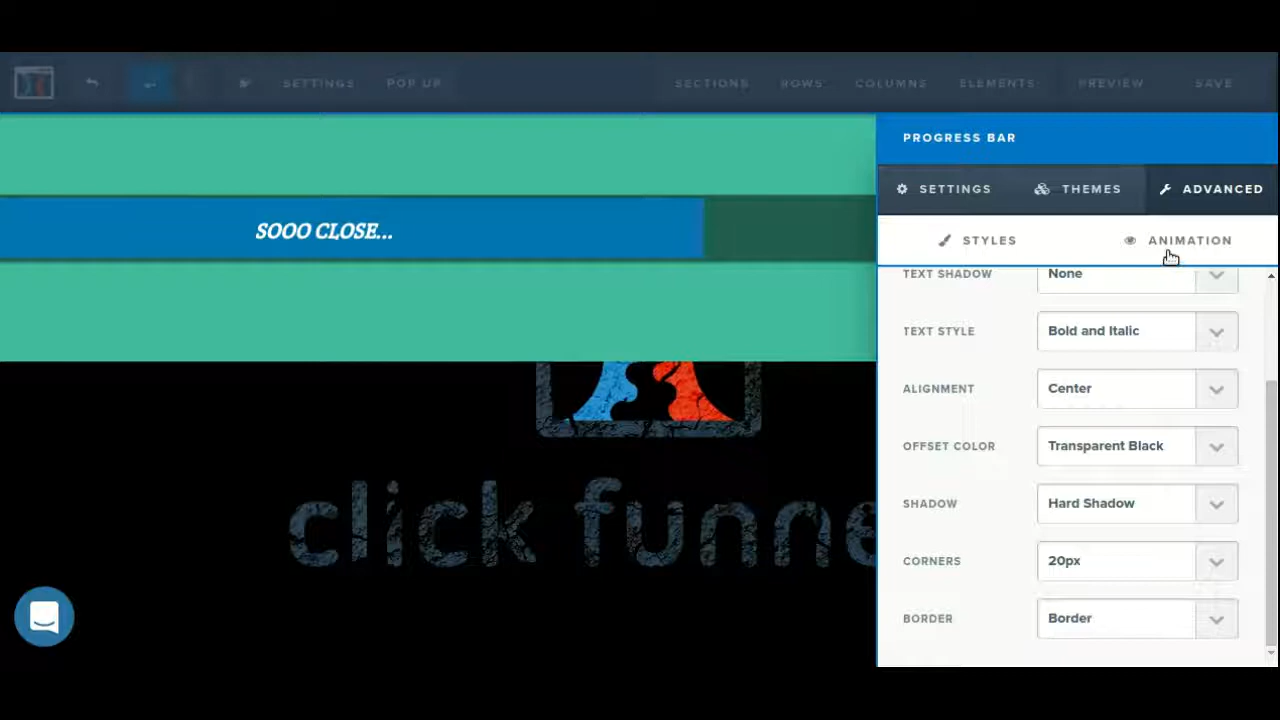 SETTINGS POP UP SECTIONS ROWS COLUMNS ELEMENTS PREVIEW SAVE
PROGRESS BAR
SETTINGS THEMES ADVANCED
SOOO CLOSE...
STYLES ANIMATION
TEXT SHADOW None
TEXT STYLE Bold and Italic
ALIGNMENT Center
OFFSET COLOR Transparent Black
SHADOW Hard Shadow
CORNERS 20px
BORDER Border
click funne